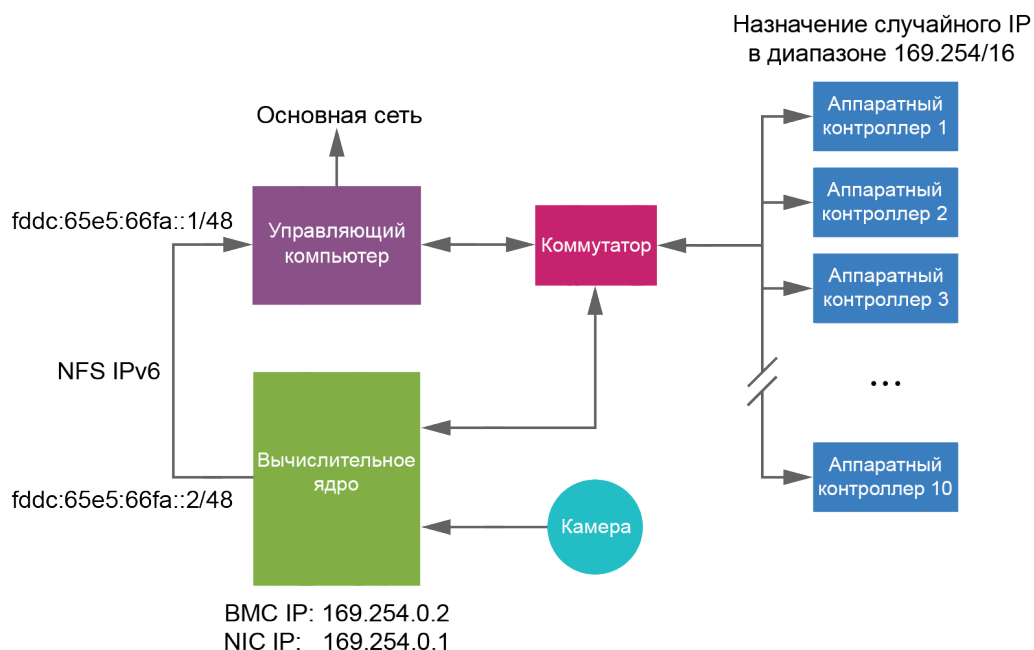 Назначение случайного IP
в диапазоне 169.254/16
Основная сеть
fddc:65e5:66fa::1/48
Управляющий
компьютер
Коммутатор
Аппаратный
контроллер 1
Аппаратный
контроллер 2
Аппаратный
контроллер 3
...
Аппаратный
контроллер 10
NFS IPv6
Вычислительное
ядро
fddc:65e5:66fa::2/48
Камера
BMC IP: 169.254.0.2
NIC IP: 169.254.0.1